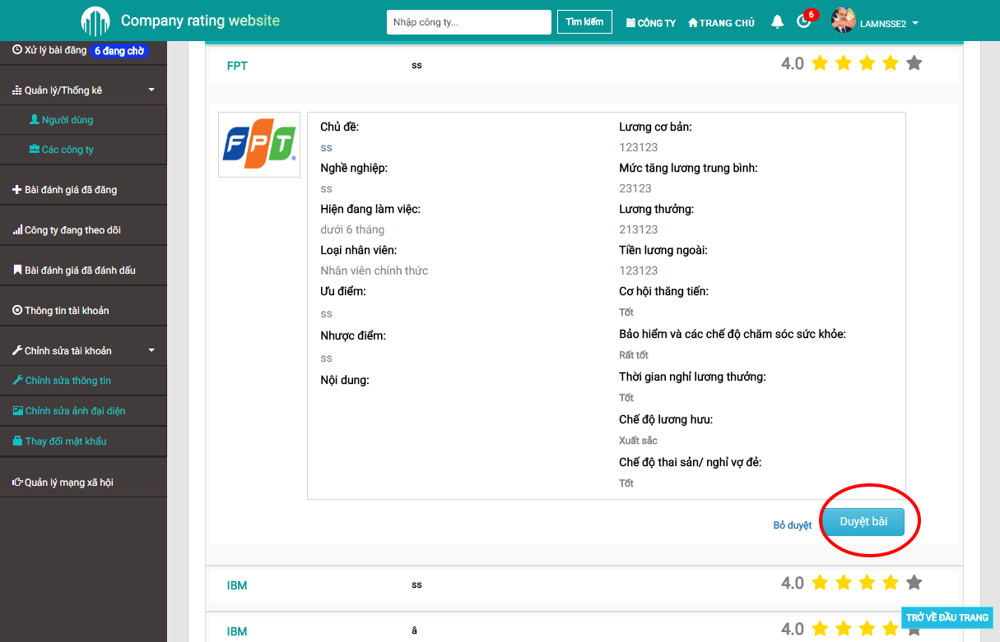 Company rating website
Nhập công ty...
Tìm kiếm
CÔNG TY
TRANG CHỦ
6
LAMNSSE2
Xử lý bài đăng 6 đang chờ
Quản lý/Thống kê
Người dùng
Các công ty
Bài đánh giá đã đăng
Công ty đang theo dõi
Bài đánh giá đã đánh dấu
Thông tin tài khoản
Chỉnh sửa tài khoản
Chỉnh sửa thông tin
Chỉnh sửa ảnh đại diện
Thay đổi mật khẩu
Quản lý mạng xã hội
FPT ss 4.0
FPT
Chủ đề:
ss
Nghề nghiệp:
ss
Hiện đang làm việc:
dưới 6 tháng
Loại nhân viên:
Nhân viên chính thức
Ưu điểm:
ss
Nhược điểm:
ss
Nội dung:
Lương cơ bản:
123123
Mức tăng lương trung bình:
23123
Lương thưởng:
213123
Tiền lương ngoài:
123123
Cơ hội thăng tiến:
Tốt
Bảo hiểm và các chế độ chăm sóc sức khỏe:
Rất tốt
Thời gian nghỉ lương thưởng:
Tốt
Chế độ lương hưu:
Xuất sắc
Chế độ thai sản/ nghỉ vợ đẻ:
Tốt
Bỏ duyệt
Duyệt bài
IBM ss 4.0
TRỞ VỀ ĐẦU TRANG
IBM â 4.0